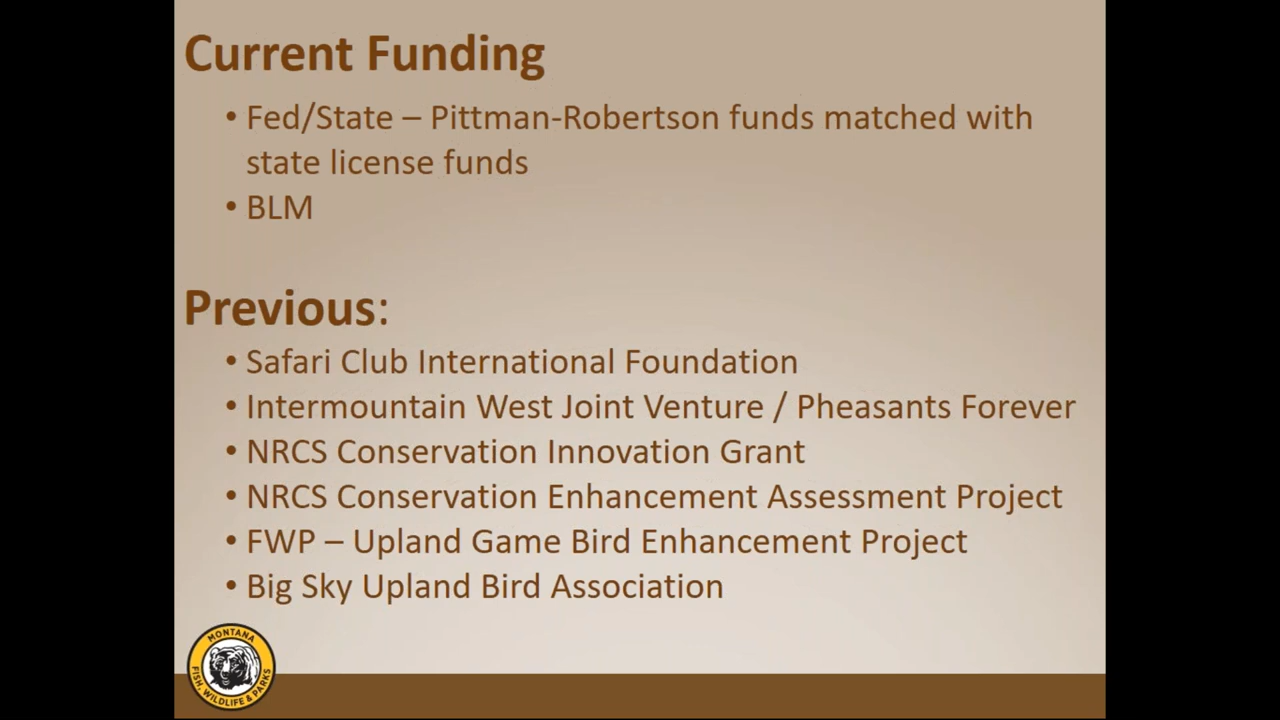 Current Funding
• Fed/State – Pittman-Robertson funds matched with
state license funds
• BLM
Previous:
• Safari Club International Foundation
• Intermountain West Joint Venture / Pheasants Forever
• NRCS Conservation Innovation Grant
• NRCS Conservation Enhancement Assessment Project
• FWP – Upland Game Bird Enhancement Project
• Big Sky Upland Bird Association
MONTANA
FISH, WILDLIFE & PARKS